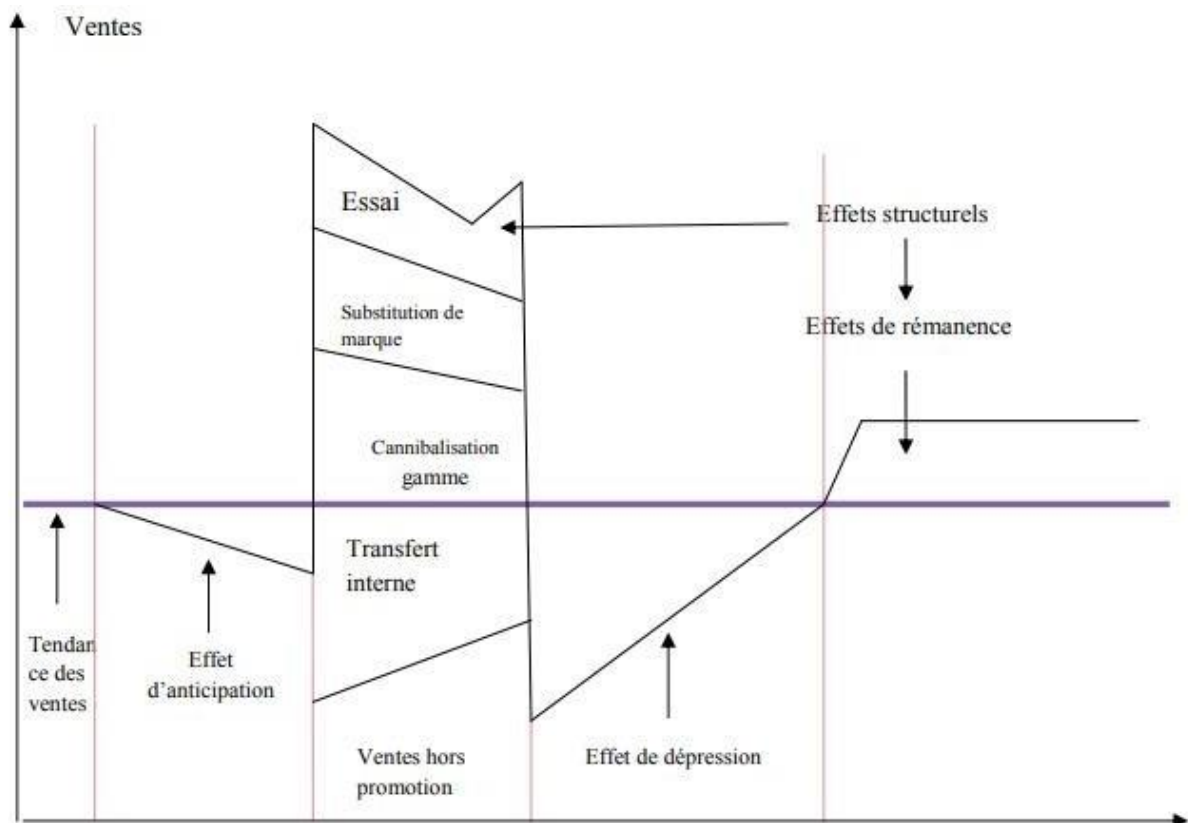 Ventes
Essai
Effets structurels
Substitution de
marque
Effets de rémanence
Cannibalisation
gamme
Transfert
interne
Tendan
ce des
ventes
Effet
d’anticipation
Ventes hors
promotion
Effet de dépression